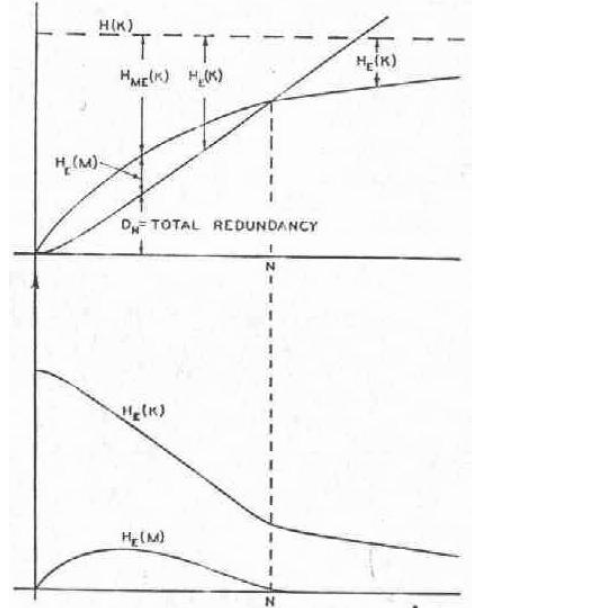 H(K)
H_ME(K)
H_E(K)
H_E(K)
H_E(M)
D_N = TOTAL REDUNDANCY
N
H_E(K)
H_E(M)
N